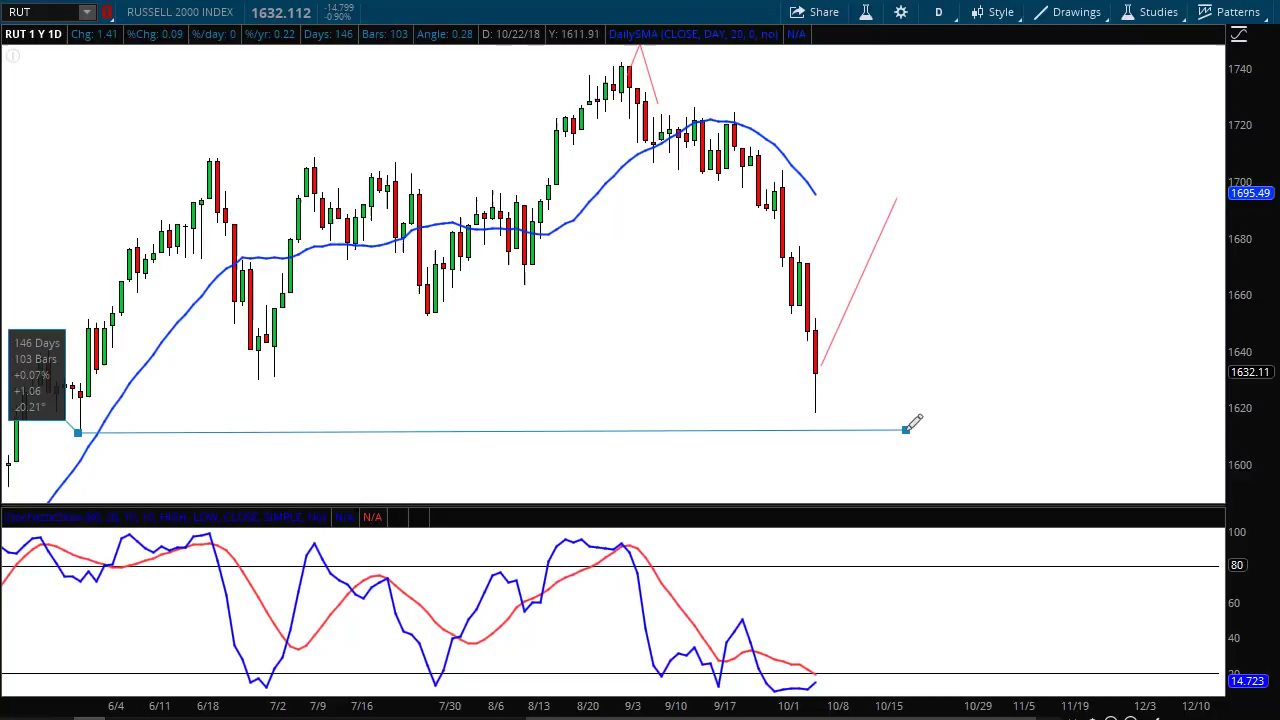 RUT
RUSSELL 2000 INDEX
1632.112
-14.799
-0.90%
Share
D
Style
Drawings
Studies
Patterns
RUT 1 Y 1D
Chg: 1.41
%Chg: 0.09
%/day: 0
%/yr: 0.22
Days: 146
Bars: 103
Angle: 0.28
D: 10/22/18
Y: 1611.91
DailySMA (CLOSE, DAY, 20, 0, no)
N/A
1740
1720
1700
1695.49
1680
1660
1640
1632.11
1620
1600
146 Days
103 Bars
+0.07%
+1.06
20.21°
N/A
N/A
100
80
60
40
20
14.723
6/4
6/11
6/18
7/2
7/9
7/16
7/30
8/6
8/13
8/20
9/3
9/10
9/17
10/1
10/8
10/15
10/29
11/5
11/19
12/3
12/10